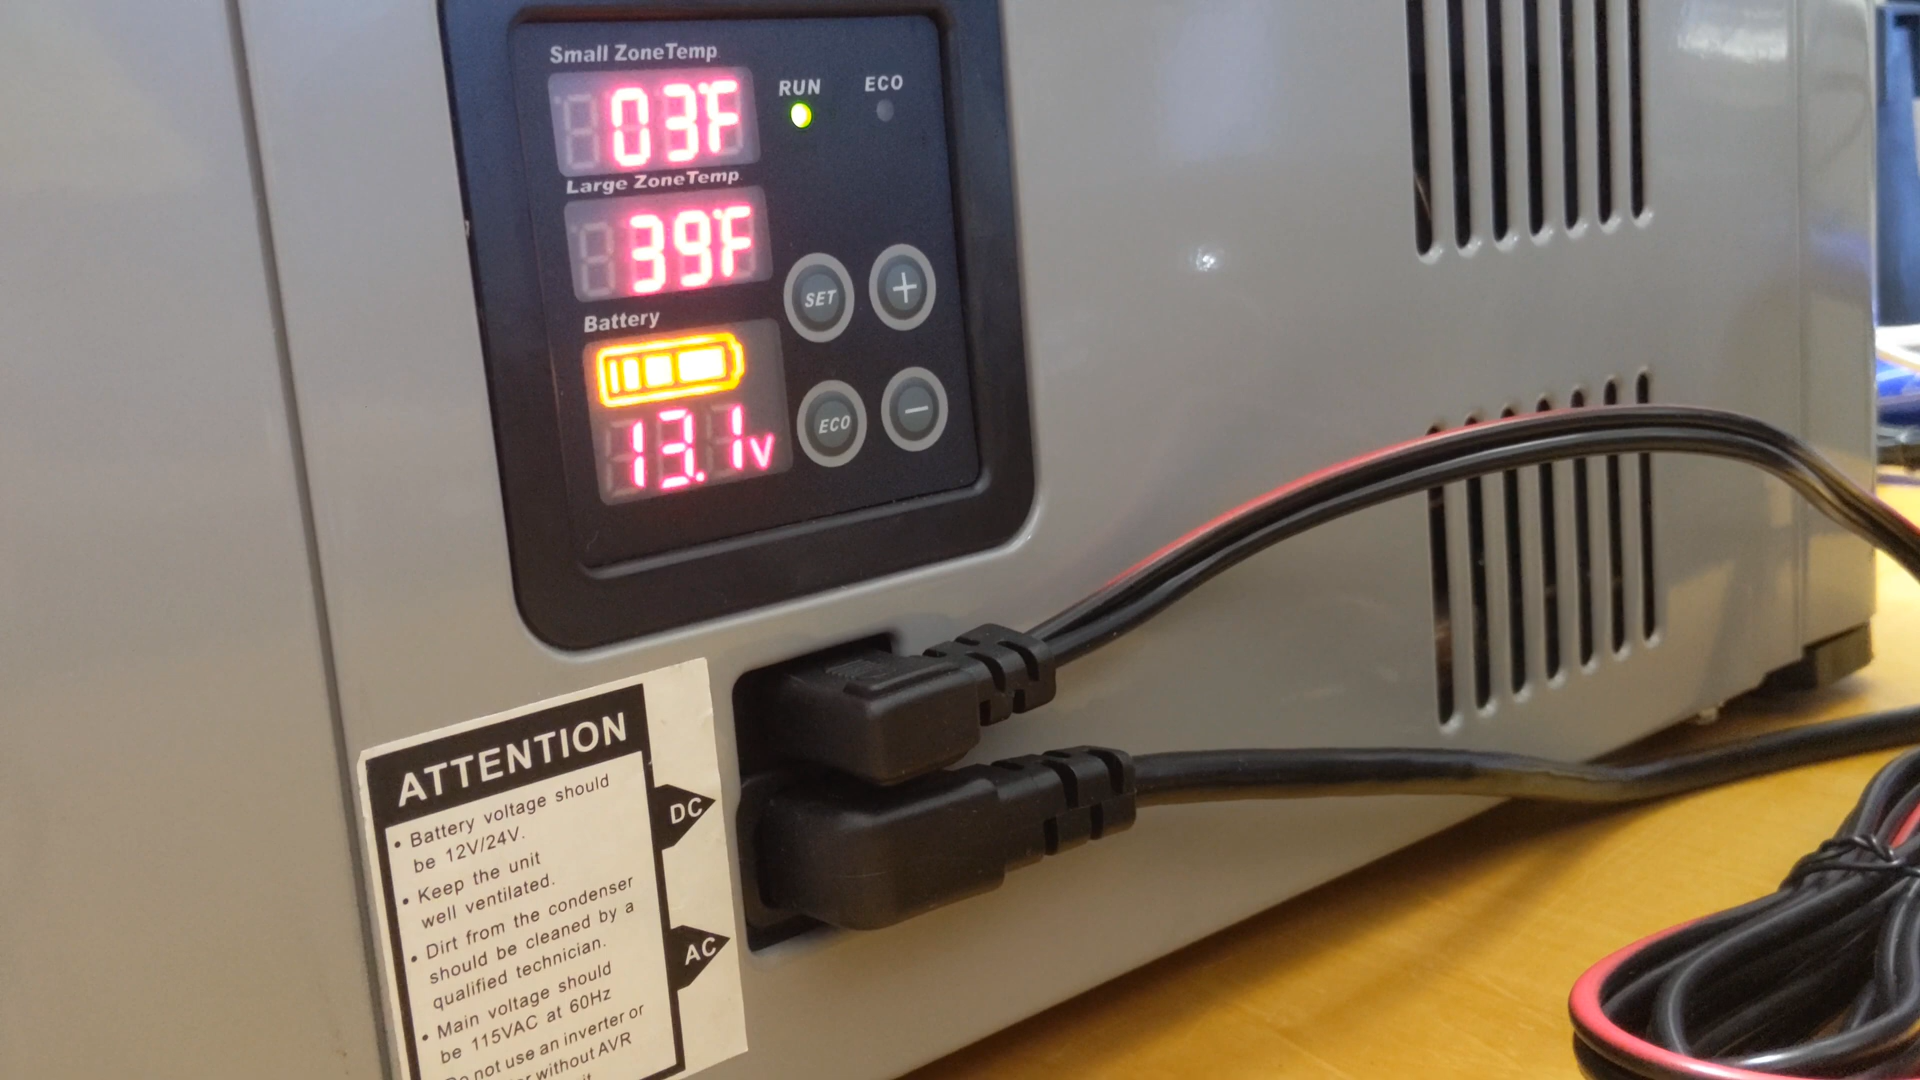 Small ZoneTemp
03°F
RUN
ECO
Large ZoneTemp
39°F
SET
+
Battery
13.1v
ECO
−
ATTENTION
• Battery voltage should
be 12V/24V.
• Keep the unit
well ventilated.
• Dirt from the condenser
should be cleaned by a
qualified technician.
• Main voltage should
be 115VAC at 60Hz
not use an inverter or
without AVR
DC
AC